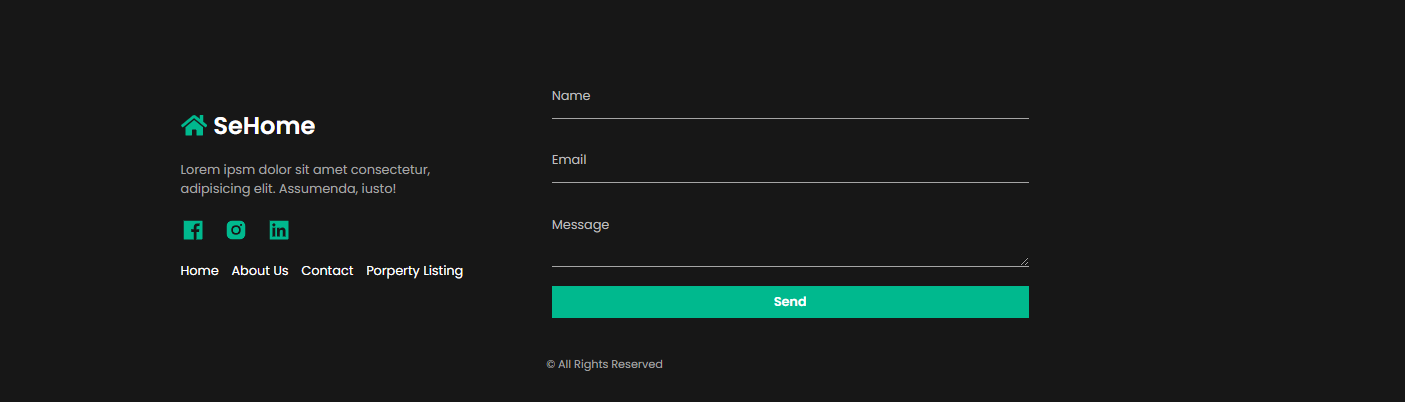 SeHome
Lorem ipsm dolor sit amet consectetur,
adipisicing elit. Assumenda, iusto!
Home About Us Contact Porperty Listing
Name
Email
Message
Send
© All Rights Reserved